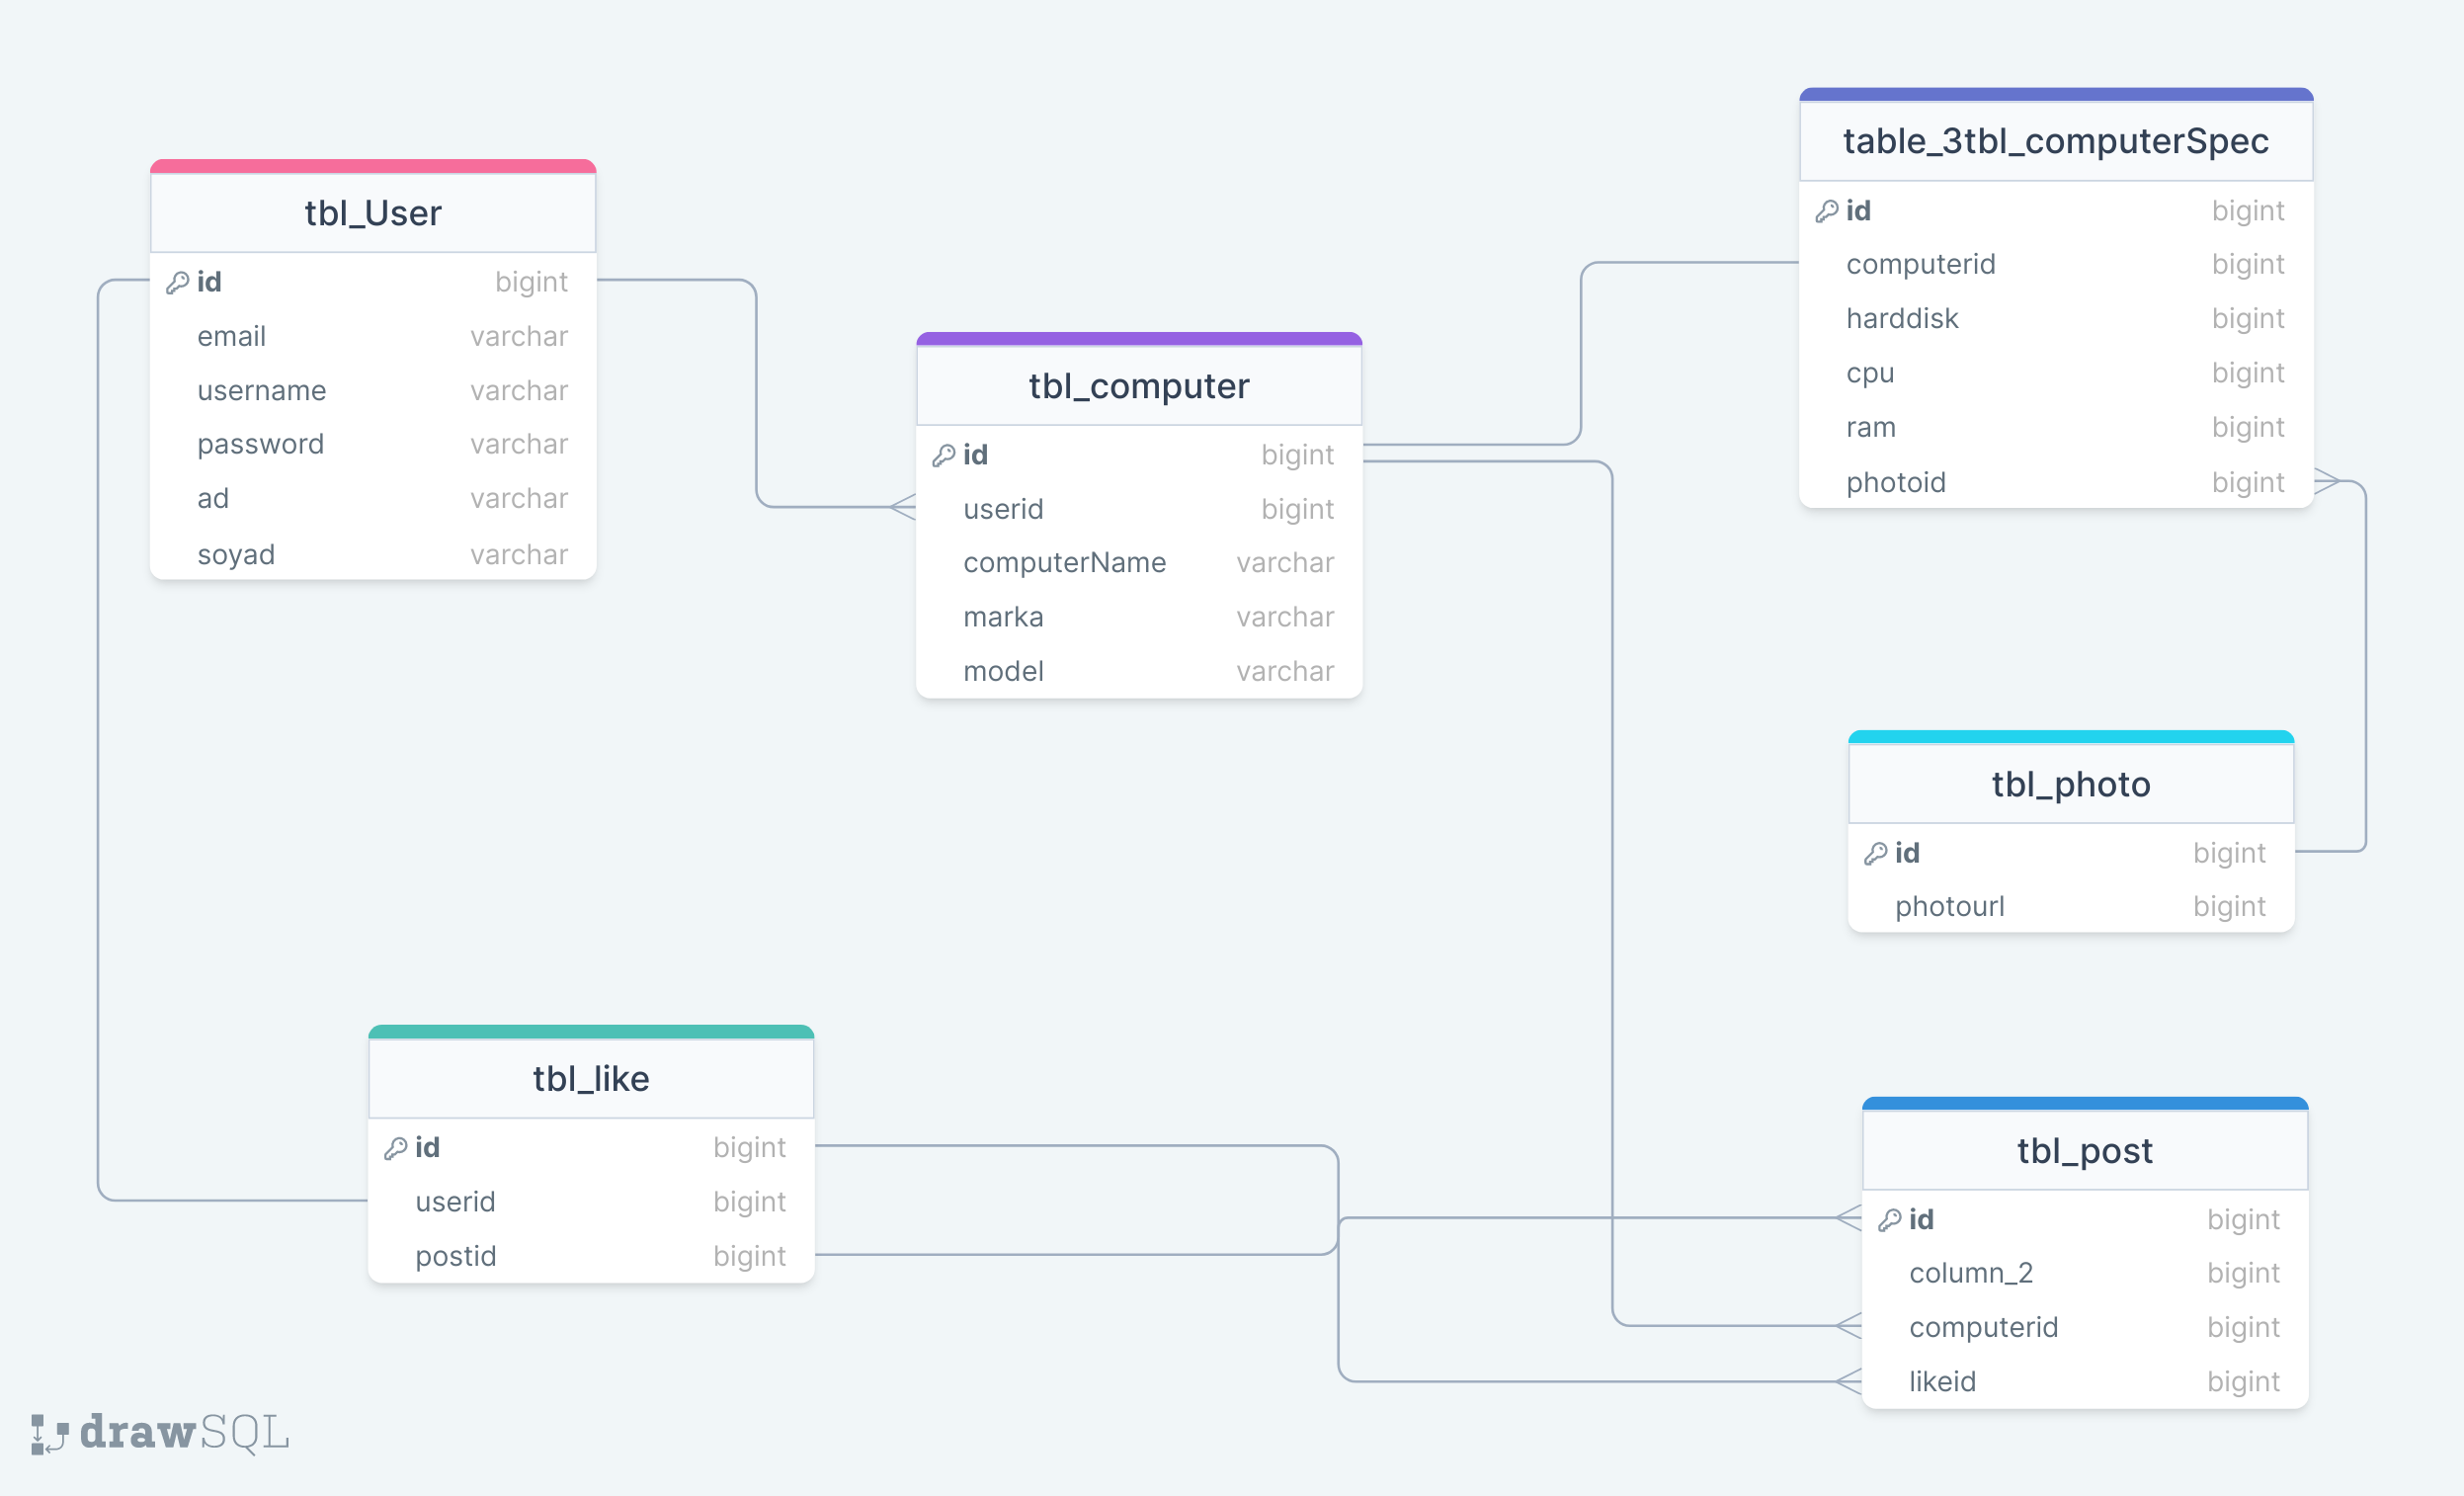 tbl_User
id bigint
email varchar
username varchar
password varchar
ad varchar
soyad varchar
tbl_computer
id bigint
userid bigint
computerName varchar
marka varchar
model varchar
table_3tbl_computerSpec
id bigint
computerid bigint
harddisk bigint
cpu bigint
ram bigint
photoid bigint
tbl_photo
id bigint
photourl bigint
tbl_like
id bigint
userid bigint
postid bigint
tbl_post
id bigint
column_2 bigint
computerid bigint
likeid bigint
drawSQL